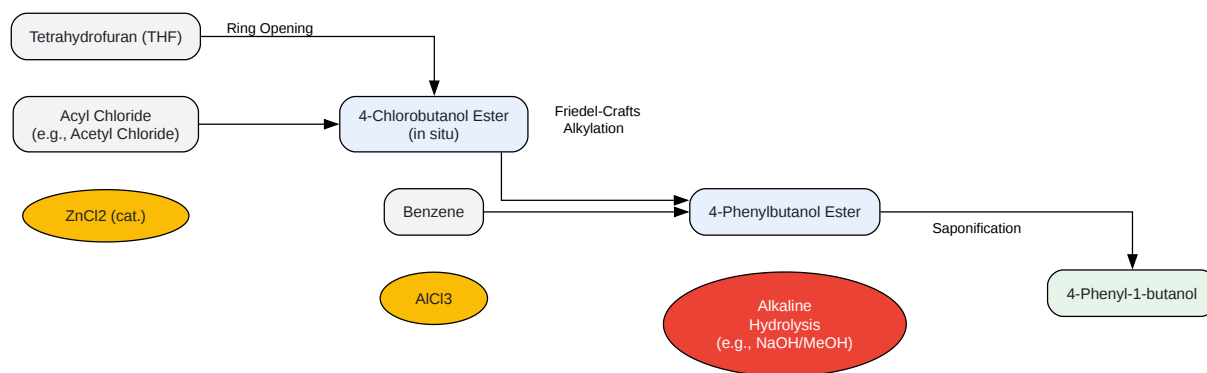 Tetrahydrofuran (THF)
Ring Opening
Acyl Chloride
(e.g., Acetyl Chloride)
4-Chlorobutanol Ester
(in situ)
Friedel-Crafts
Alkylation
ZnCl2 (cat.)
Benzene
4-Phenylbutanol Ester
Saponification
AlCl3
Alkaline
Hydrolysis
(e.g., NaOH/MeOH)
4-Phenyl-1-butanol